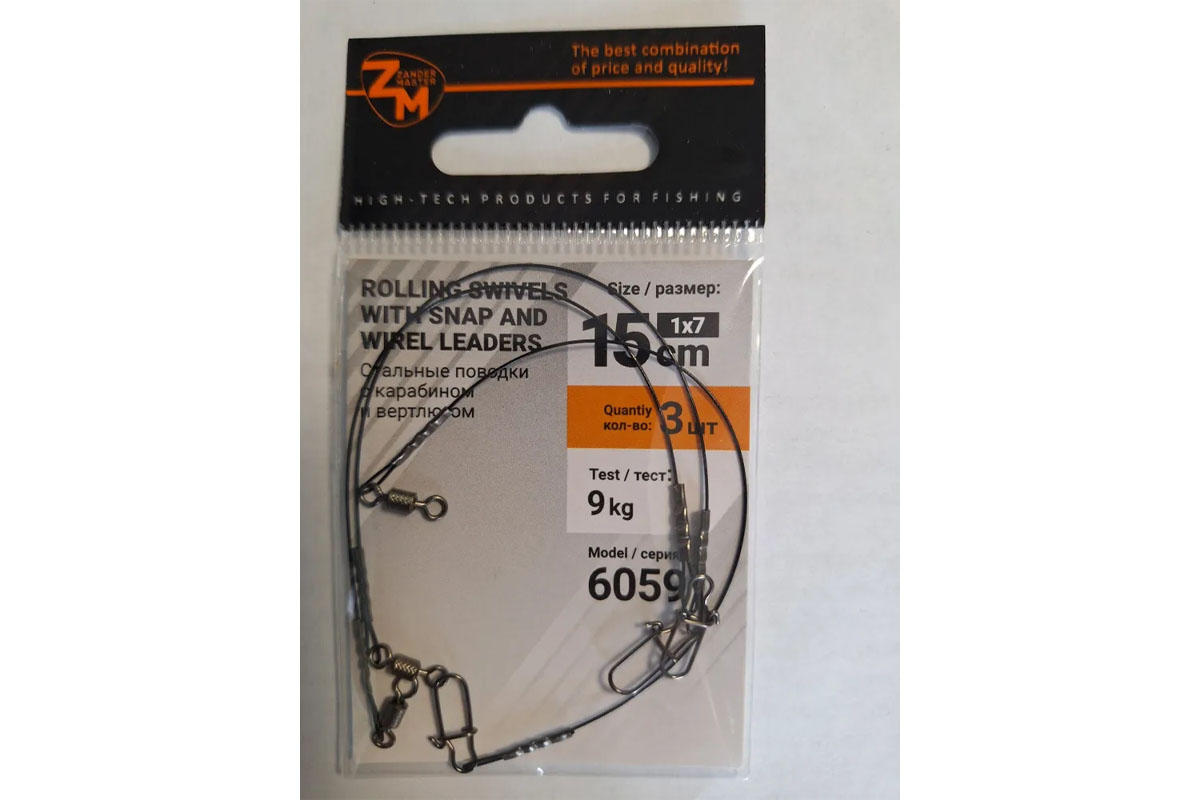 ZM
ZANDER
MASTER
The best combination
of price and quality!
HIGH-TECH PRODUCTS FOR FISHING
ROLLING SWIVELS
WITH SNAP AND
WIREL LEADERS
Стальные поводки
с карабином
и вертлюгом
Size / размер:
15 cm
1x7
Quantiy
кол-во:
3 шт
Test / тест:
9 kg
Model / серия
6059